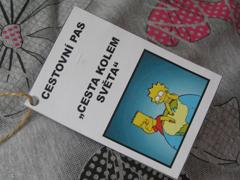 CESTOVNÍ PAS
„CESTA KOLEM
SVĚTA“